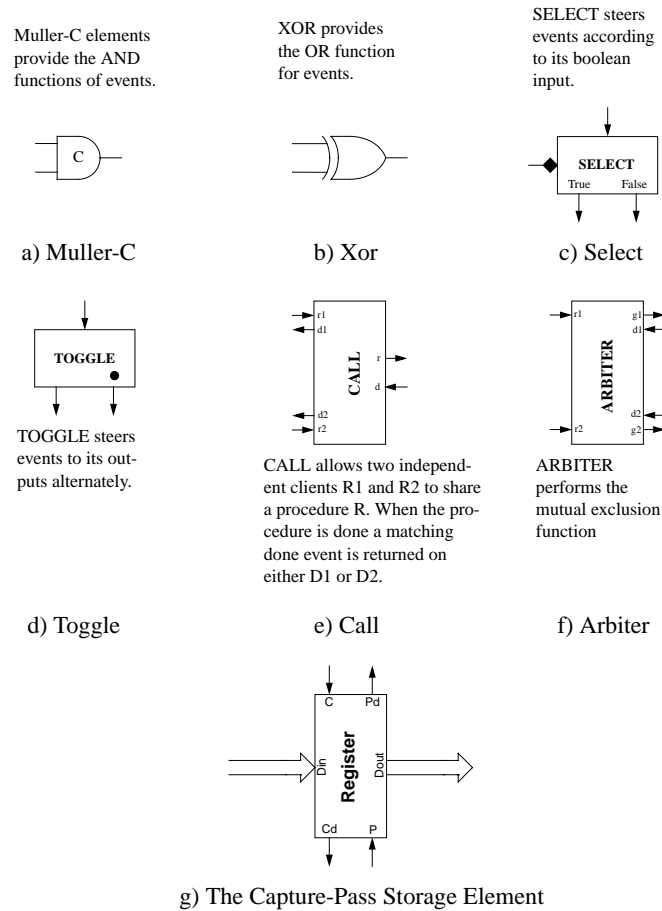 Muller-C elements
provide the AND
functions of events.
C
a) Muller-C
XOR provides
the OR function
for events.
b) Xor
SELECT steers
events according
to its boolean
input.
SELECT
True False
c) Select
TOGGLE
TOGGLE steers
events to its out-
puts alternately.
d) Toggle
r1
d1
CALL
r
d
d2
r2
CALL allows two independ-
ent clients R1 and R2 to share
a procedure R. When the pro-
cedure is done a matching
done event is returned on
either D1 or D2.
e) Call
r1 g1
d1
ARBITER
d2
r2 g2
ARBITER
performs the
mutual exclusion
function
f) Arbiter
C Pd
Din
Register
Dout
Cd P
g) The Capture-Pass Storage Element